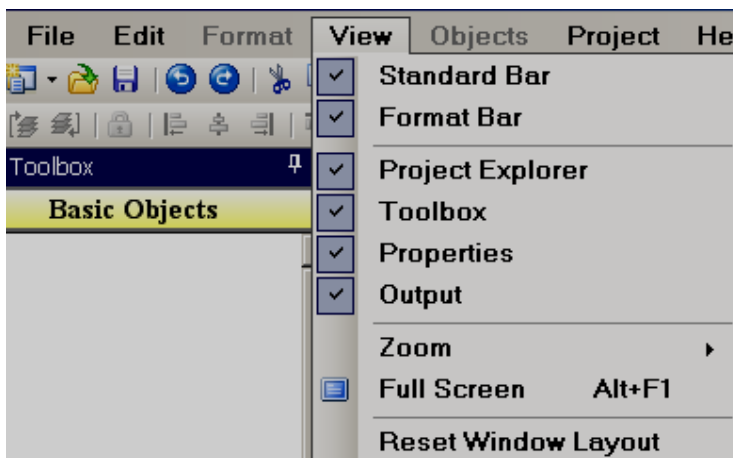 File Edit Format View Objects Project He
Standard Bar
Format Bar
Toolbox
Project Explorer
Basic Objects
Toolbox
Properties
Output
Zoom
Full Screen Alt+F1
Reset Window Layout